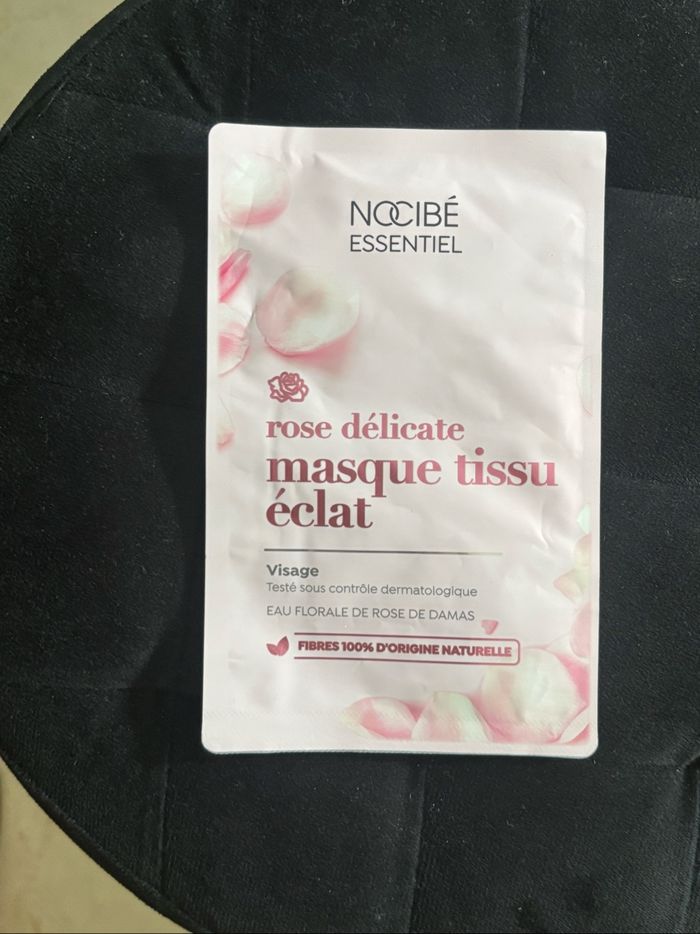 NOCIBÉ
ESSENTIEL
rose délicate
masque tissu
éclat
Visage
Testé sous contrôle dermatologique
EAU FLORALE DE ROSE DE DAMAS
FIBRES 100% D'ORIGINE NATURELLE